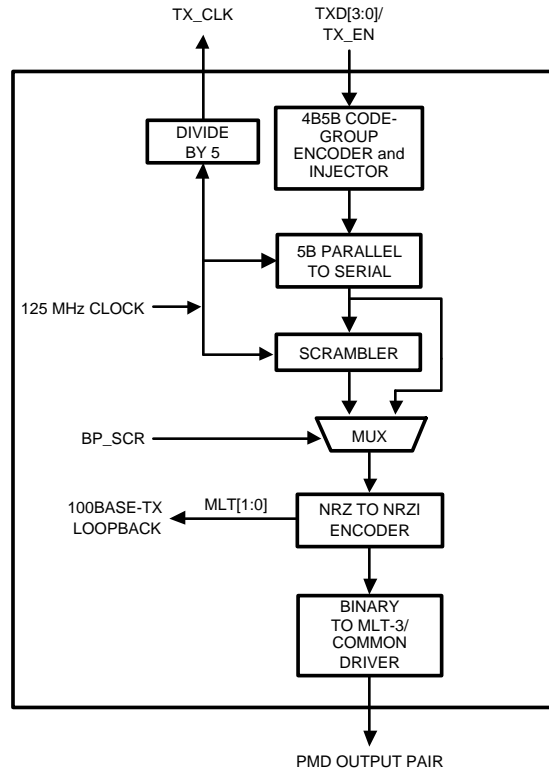 TX_CLK
TXD[3:0]/
TX_EN
DIVIDE
BY 5
4B5B CODE-
GROUP
ENCODER and
INJECTOR
5B PARALLEL
TO SERIAL
125 MHz CLOCK
SCRAMBLER
BP_SCR
MUX
100BASE-TX
LOOPBACK
MLT[1:0]
NRZ TO NRZI
ENCODER
BINARY
TO MLT-3/
COMMON
DRIVER
PMD OUTPUT PAIR